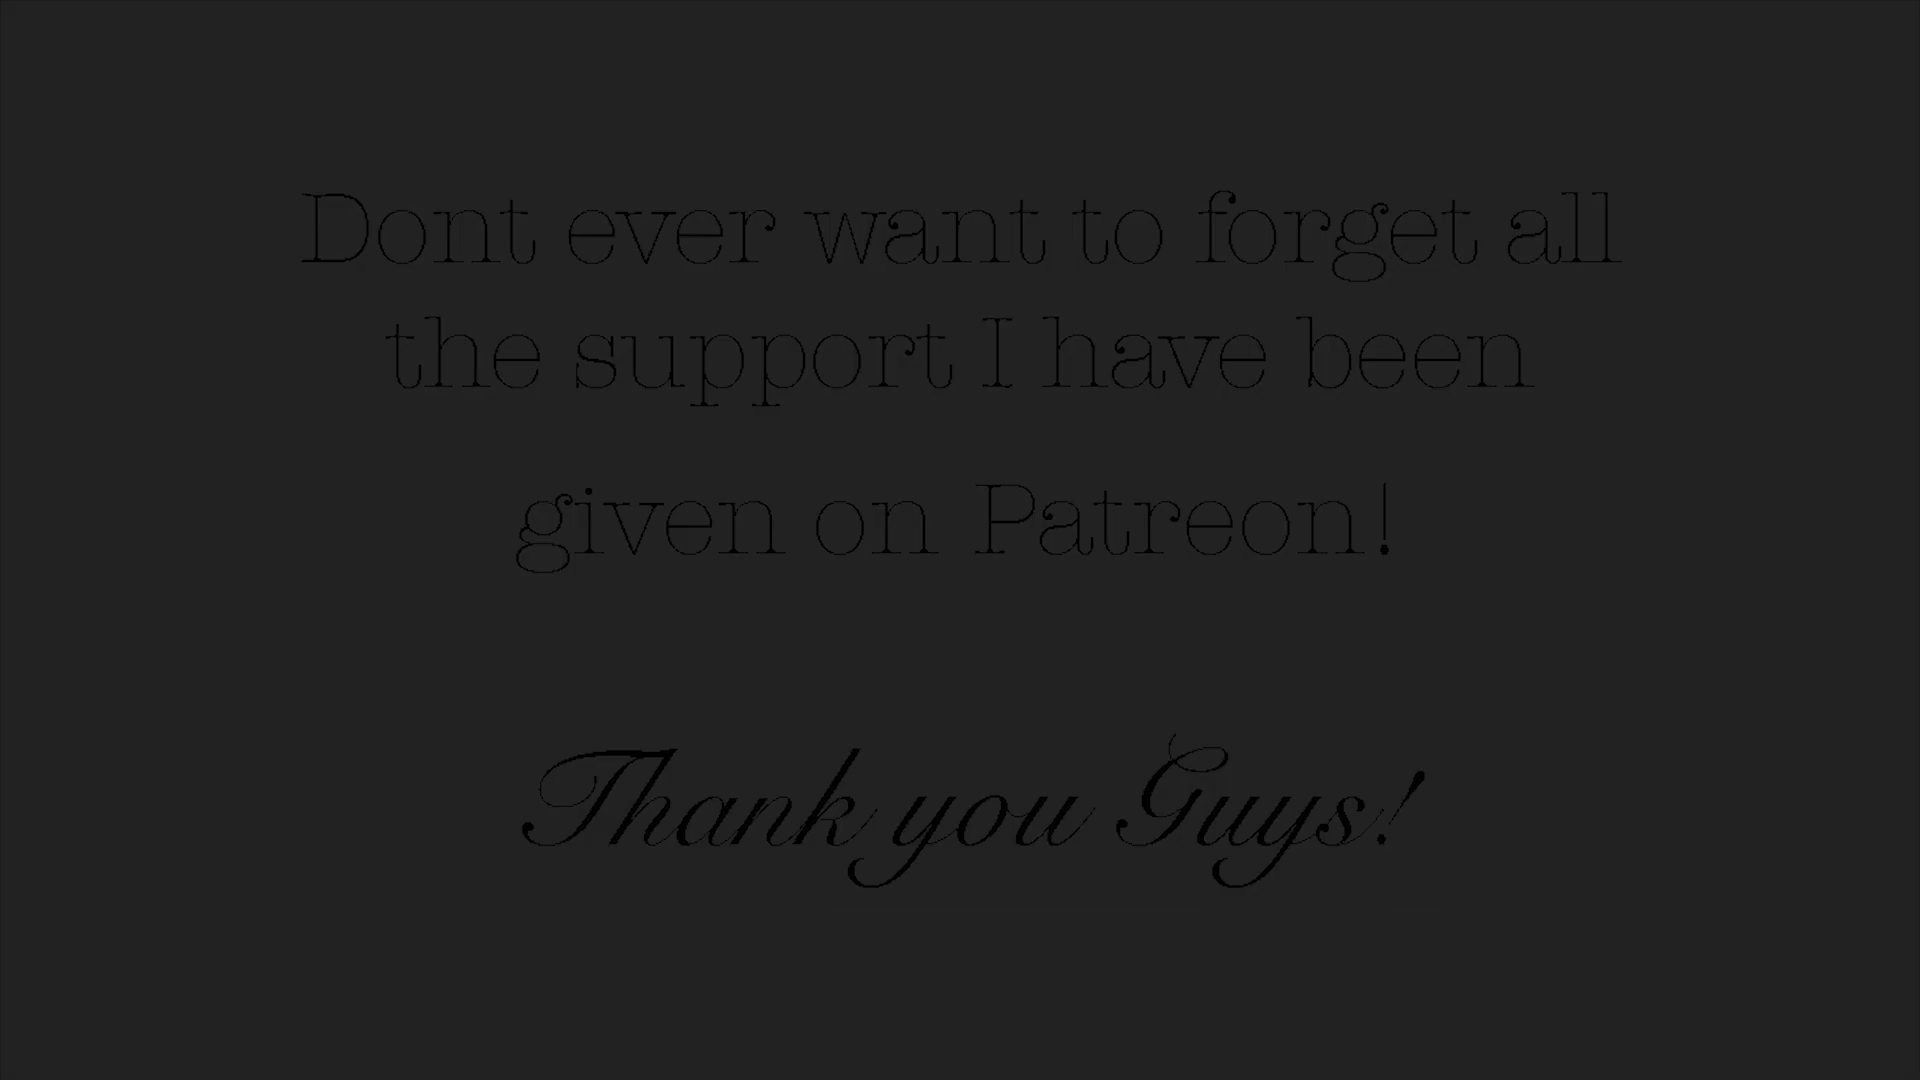 Dont ever want to forget all
the support I have been
given on Patreon!
Thank you Guys!